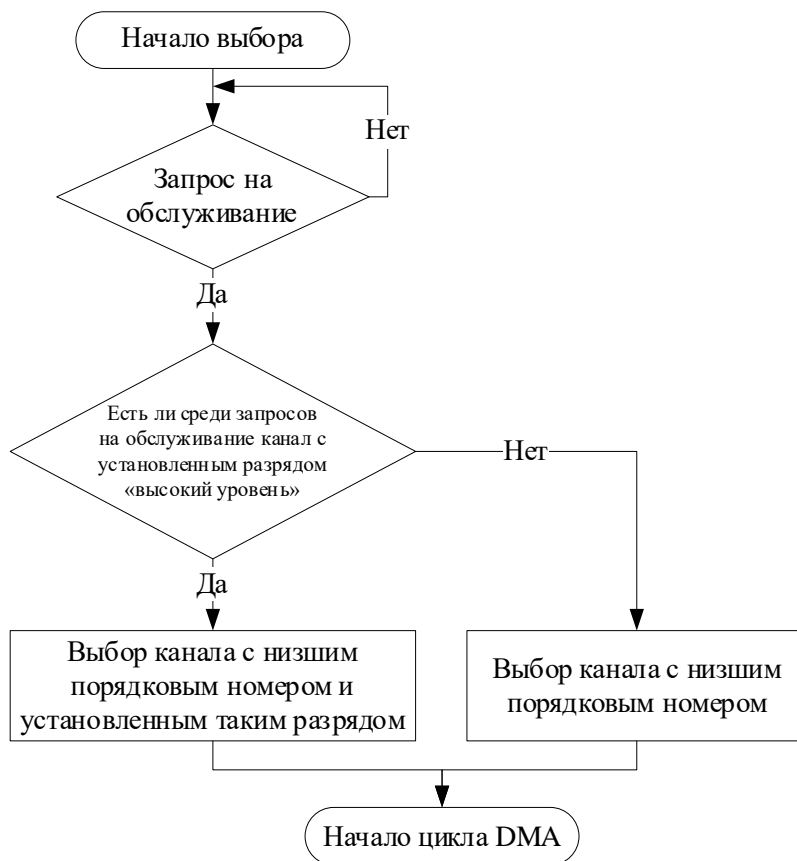 Начало выбора
Нет
Запрос на
обслуживание
Да
Есть ли среди запросов
на обслуживание канал с
установленным разрядом
«высокий уровень»
Нет
Да
Выбор канала с низшим
порядковым номером и
установленным таким разрядом
Выбор канала с низшим
порядковым номером
Начало цикла DMA